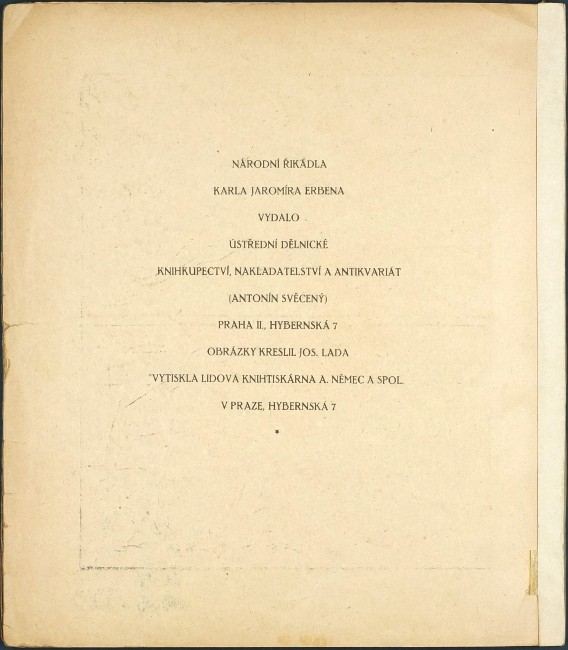 NÁRODNÍ ŘIKÁDLA
KARLA JAROMÍRA ERBENA
VYDALO
ÚSTŘEDNÍ DĚLNICKÉ
KNIHKUPECTVÍ, NAKLADATELSTVÍ A ANTIKVARIÁT
(ANTONÍN SVĚCENÝ)
PRAHA II., HYBERNSKÁ 7
OBRÁZKY KRESLIL JOS. LADA
VYTISKLA LIDOVÁ KNIHTISKÁRNA A. NĚMEC A SPOL.
V PRAZE, HYBERNSKÁ 7
*